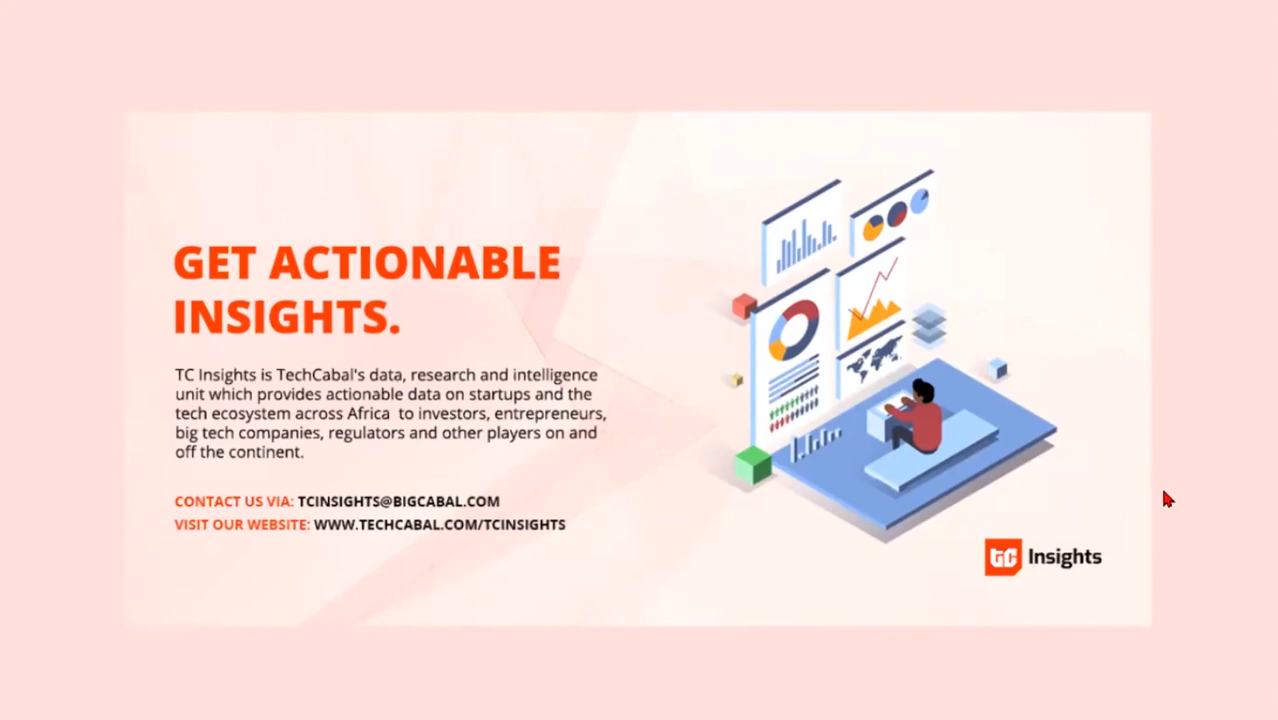 GET ACTIONABLE
INSIGHTS.
TC Insights is TechCabal's data, research and intelligence
unit which provides actionable data on startups and the
tech ecosystem across Africa to investors, entrepreneurs,
big tech companies, regulators and other players on and
off the continent.
CONTACT US VIA: TCINSIGHTS@BIGCABAL.COM
VISIT OUR WEBSITE: WWW.TECHCABAL.COM/TCINSIGHTS
TC Insights